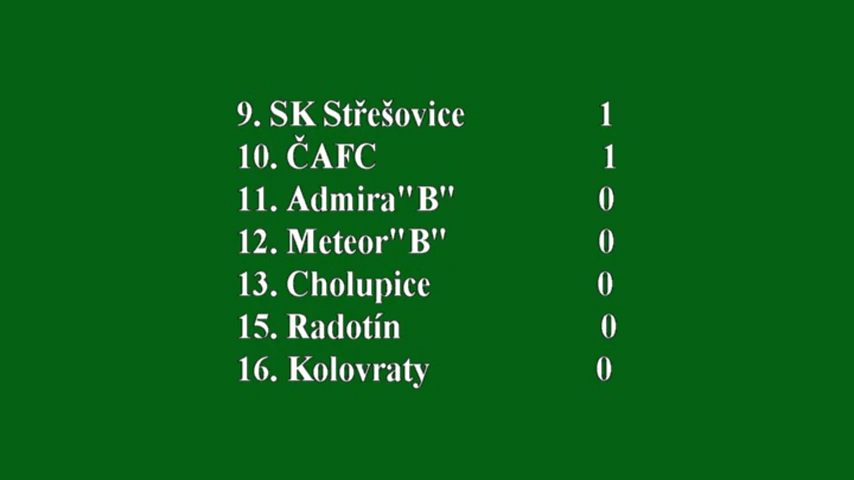 9. SK Střešovice 1
10. ČAFC 1
11. Admira"B" 0
12. Meteor"B" 0
13. Cholupice 0
15. Radotín 0
16. Kolovraty 0